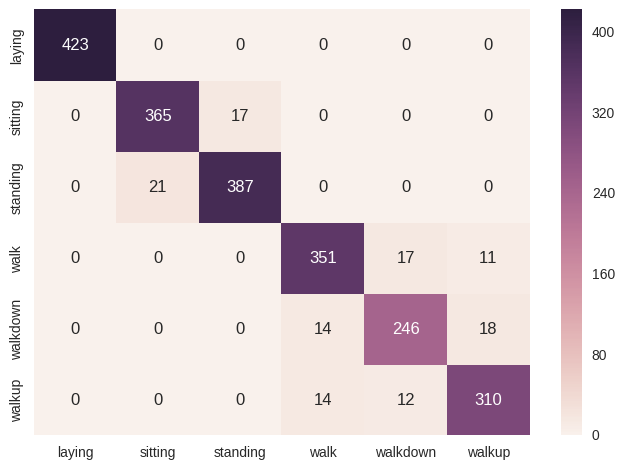 laying 423 0 0 0 0 0
sitting 0 365 17 0 0 0
standing 0 21 387 0 0 0
walk 0 0 0 351 17 11
walkdown 0 0 0 14 246 18
walkup 0 0 0 14 12 310
laying sitting standing walk walkdown walkup
400
320
240
160
80
0